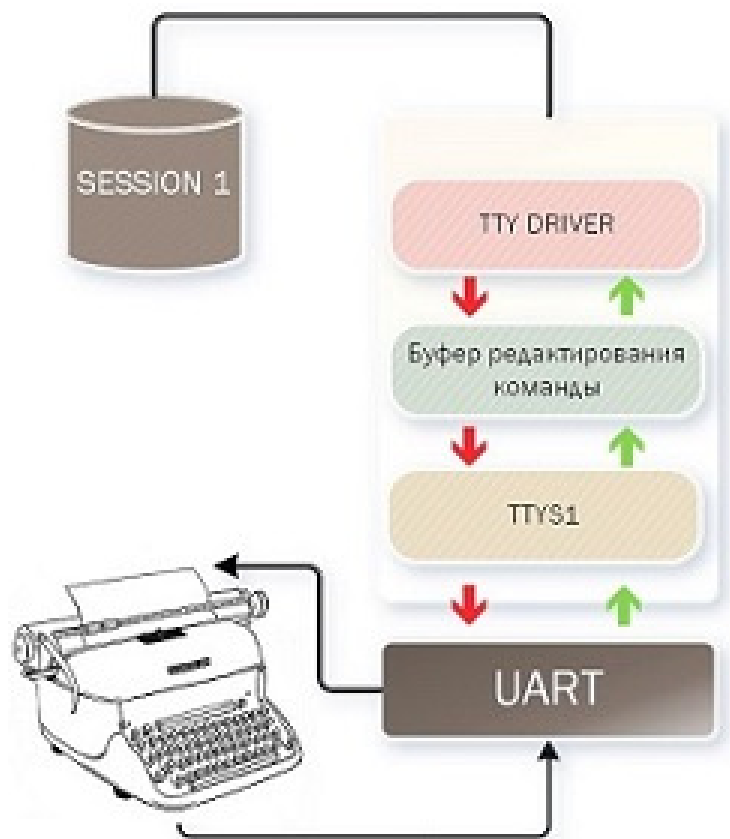 SESSION 1
TTY DRIVER
Буфер редактирования
команды
TTYS1
UART